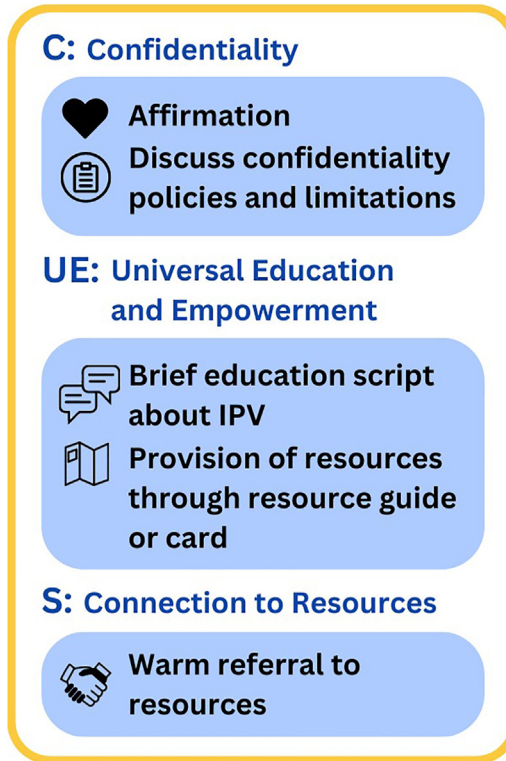 C: Confidentiality
Affirmation
Discuss confidentiality
policies and limitations
UE: Universal Education
and Empowerment
Brief education script
about IPV
Provision of resources
through resource guide
or card
S: Connection to Resources
Warm referral to
resources